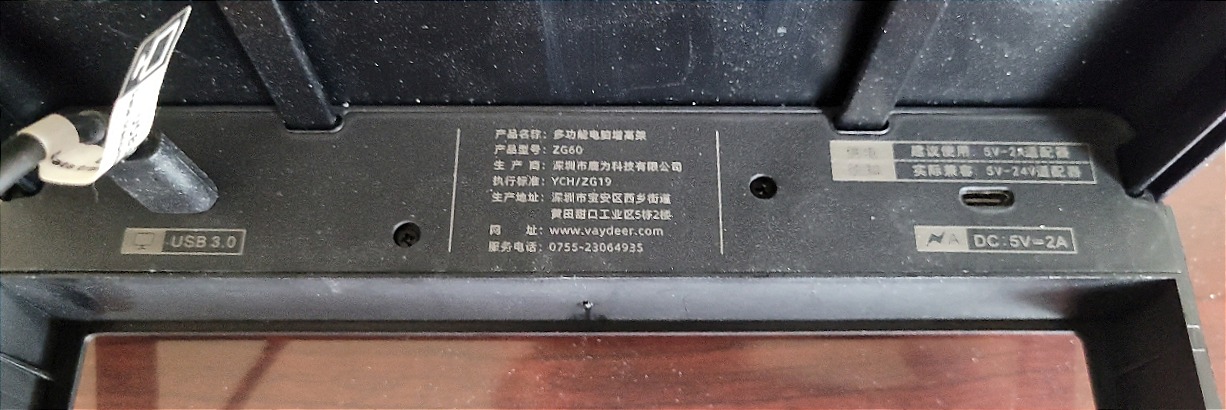 USB 3.0
产品名称：多功能电脑增高架
产品型号：ZG60
生 产 商：深圳市鹿为科技有限公司
执行标准：YCH/ZG19
生产地址：深圳市宝安区西乡街道
黄田甜口工业区5栋2楼
网 址：www.vaydeer.com
服务电话：0755-23064935
建议使用 5V-2A适配器
实际兼容 5V-24V适配器
DC:5V=2A